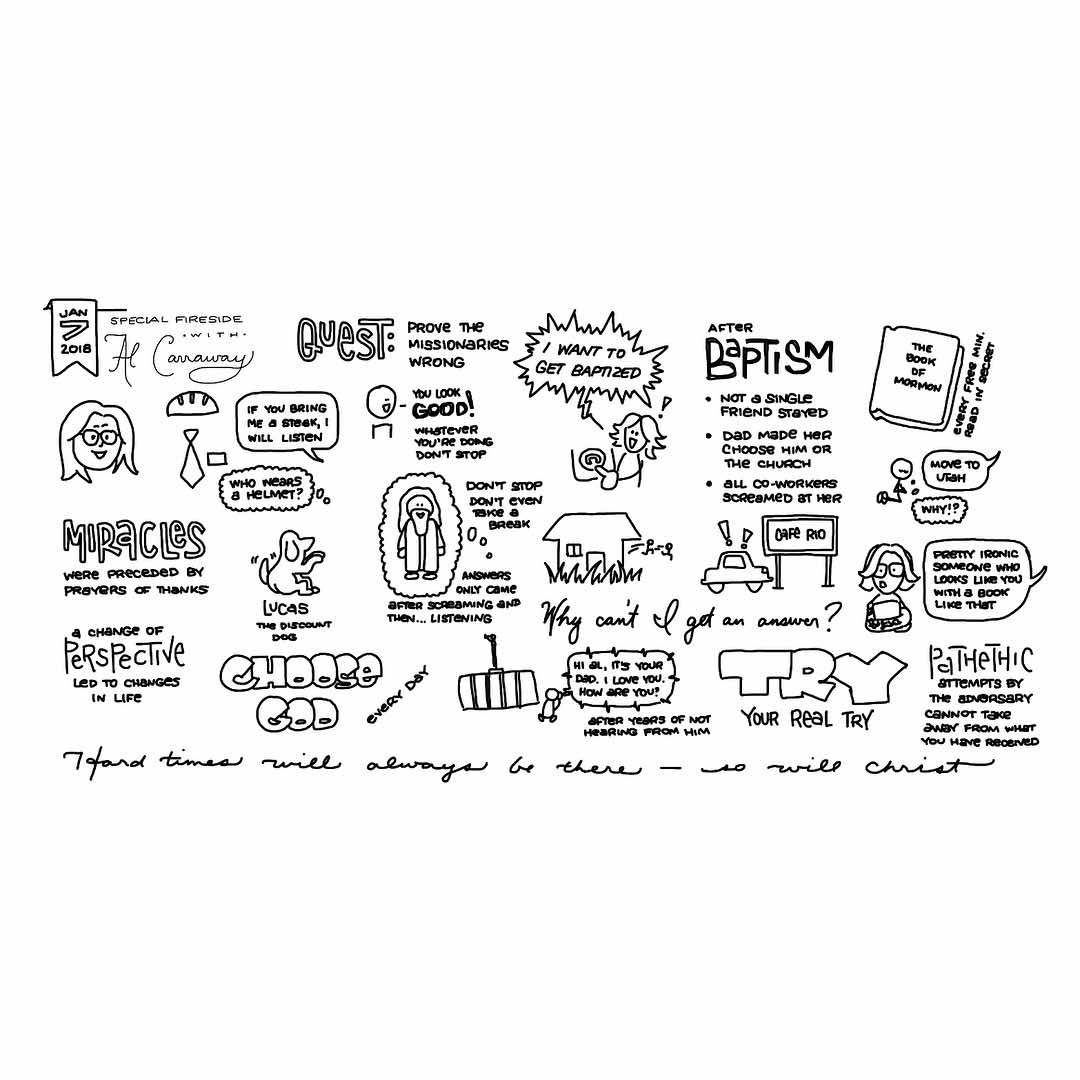 JAN
7
2018
SPECIAL FIRESIDE
· WITH ·
Al Carraway
QUEST:
PROVE THE
MISSIONARIES
WRONG
I WANT TO
GET BAPTIZED
AFTER
BAPTISM
• NOT A SINGLE
FRIEND STAYED
• DAD MADE HER
CHOOSE HIM OR
THE CHURCH
• ALL CO-WORKERS
SCREAMED AT HER
THE
BOOK
OF
MORMON
EVERY FREE MIN.
READ IN SECRET
IF YOU BRING
ME A STEAK, I
WILL LISTEN
WHO WEARS
A HELMET?
YOU LOOK
GOOD!
WHATEVER
YOU'RE DOING
DON'T STOP
MOVE TO
UTAH
WHY!?
MIRACLES
WERE PRECEDED BY
PRAYERS OF THANKS
LUCAS
THE DISCOUNT
DOG
DON'T STOP
DON'T EVEN
TAKE A
BREAK
ANSWERS
ONLY CAME
AFTER SCREAMING AND
THEN... LISTENING
Why can't I get an answer?
CAFE RIO
PRETTY IRONIC
SOMEONE WHO
LOOKS LIKE YOU
WITH A BOOK
LIKE THAT
A CHANGE OF
PERSPECTIVE
LED TO CHANGES
IN LIFE
CHOOSE
GOD
EVERY DAY
HI AL, IT'S YOUR
DAD. I LOVE YOU.
HOW ARE YOU?
AFTER YEARS OF NOT
HEARING FROM HIM
TRY
YOUR REAL TRY
PATHETHIC
ATTEMPTS BY
THE ADVERSARY
CANNOT TAKE
AWAY FROM WHAT
YOU HAVE RECEIVED
Hard times will always be there — so will Christ